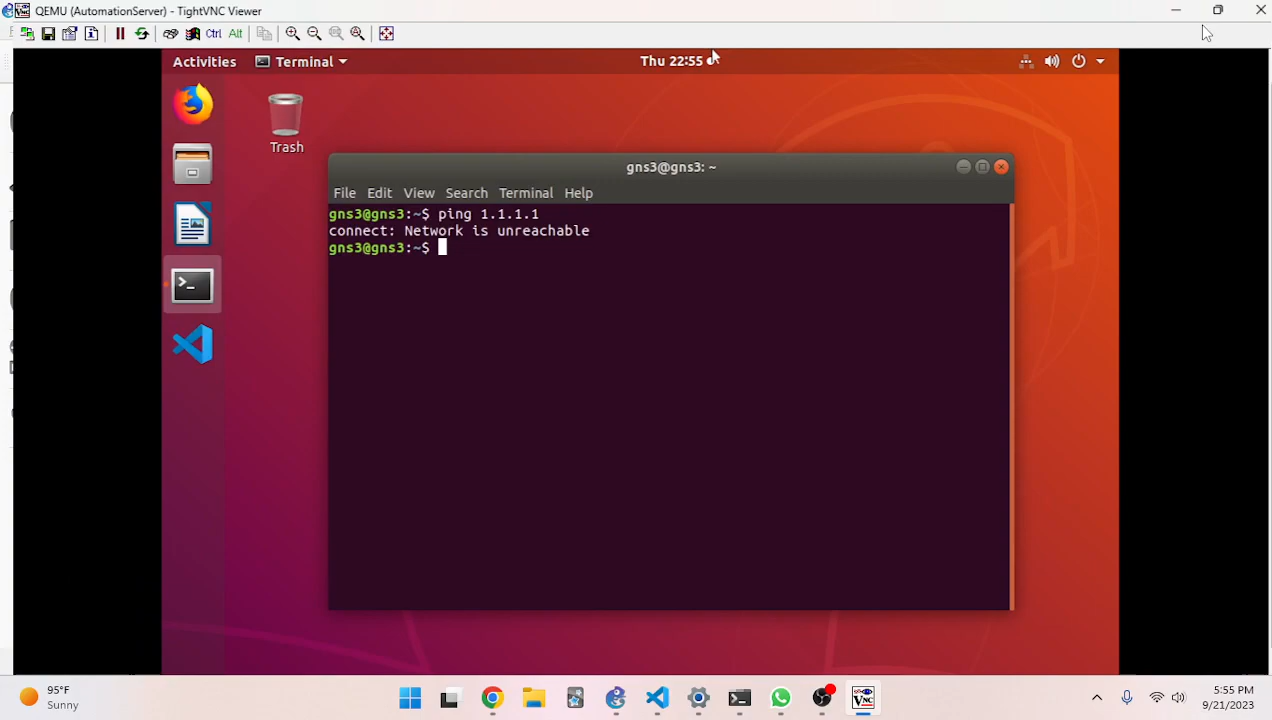 QEMU (AutomationServer) - TightVNC Viewer
Ctrl Alt
Activities Terminal Thu 22:55
Trash
gns3@gns3: ~
File Edit View Search Terminal Help
gns3@gns3:~$ ping 1.1.1.1
connect: Network is unreachable
gns3@gns3:~$
95°F
Sunny
5:55 PM
9/21/2023